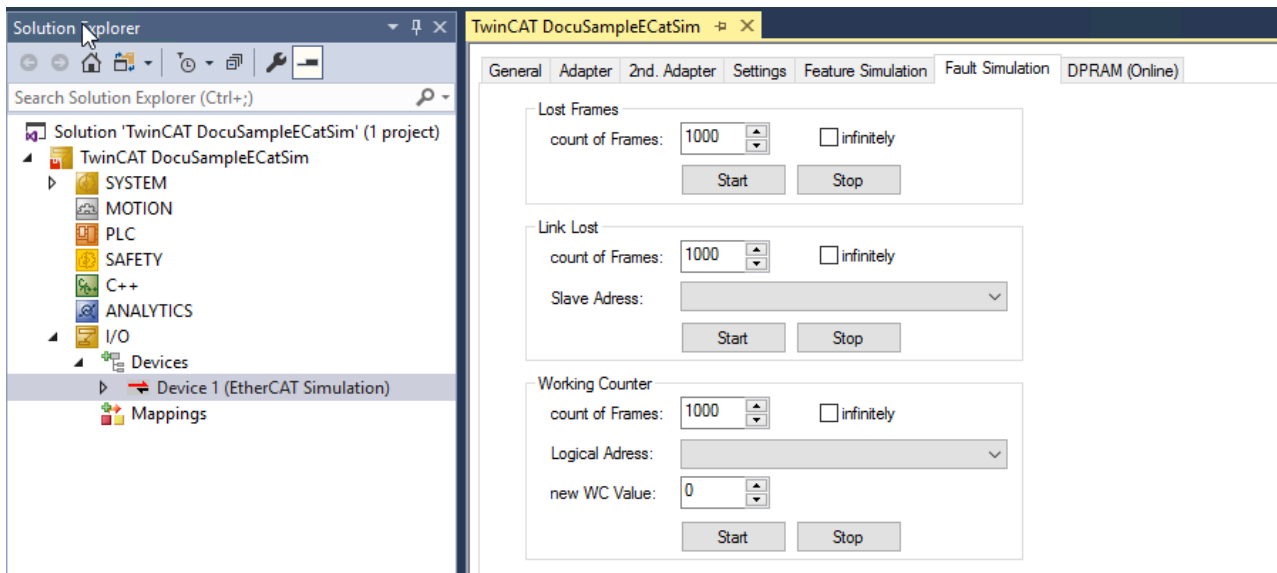 Solution Explorer
Search Solution Explorer (Ctrl+;)
Solution 'TwinCAT DocuSampleECatSim' (1 project)
TwinCAT DocuSampleECatSim
SYSTEM
MOTION
PLC
SAFETY
C++
ANALYTICS
I/O
Devices
Device 1 (EtherCAT Simulation)
Mappings
TwinCAT DocuSampleECatSim
General Adapter 2nd. Adapter Settings Feature Simulation Fault Simulation DPRAM (Online)
Lost Frames
count of Frames: 1000 infinitely
Start Stop
Link Lost
count of Frames: 1000 infinitely
Slave Adress:
Start Stop
Working Counter
count of Frames: 1000 infinitely
Logical Adress:
new WC Value: 0
Start Stop